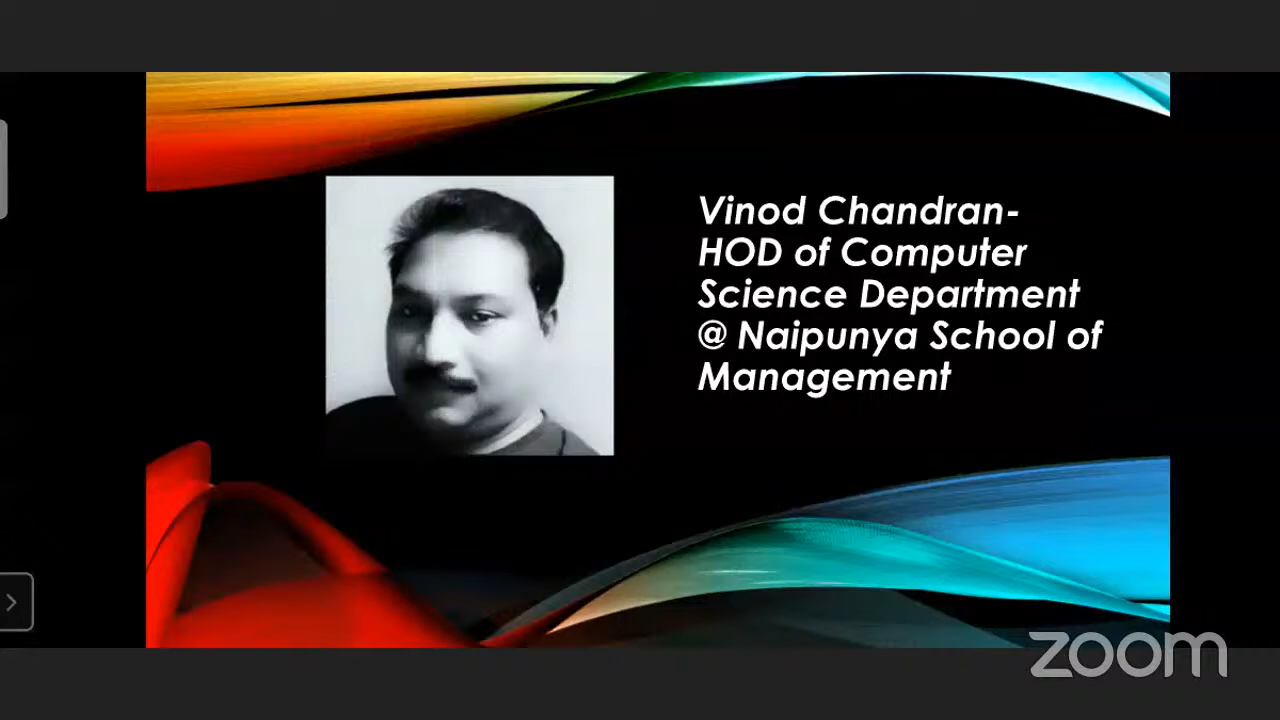 Vinod Chandran-
HOD of Computer
Science Department
@ Naipunya School of
Management
zoom